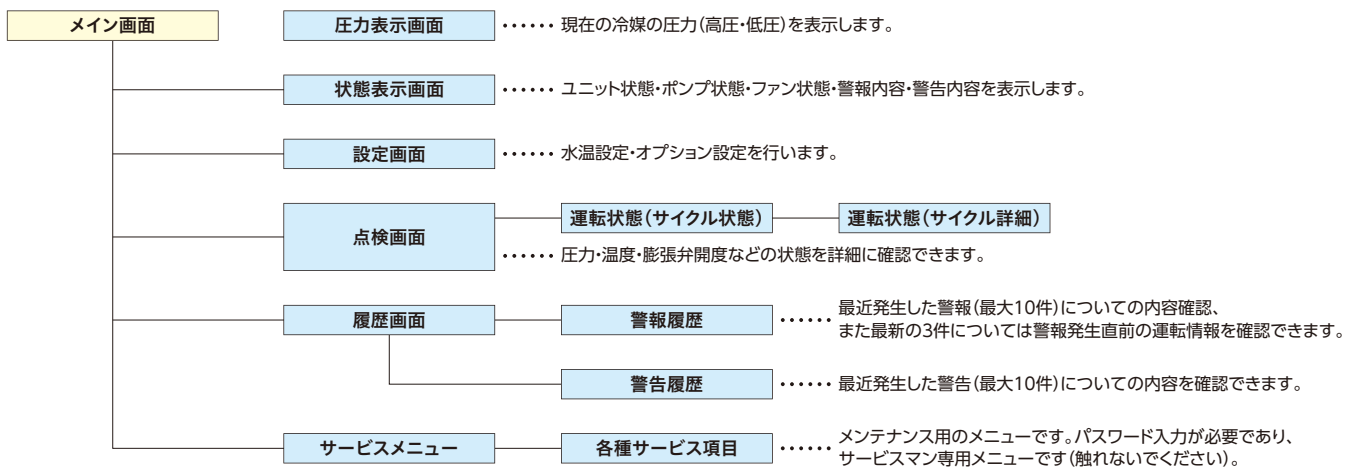 メイン画面
圧力表示画面 ‥‥‥ 現在の冷媒の圧力(高圧・低圧)を表示します。
状態表示画面 ‥‥‥ ユニット状態・ポンプ状態・ファン状態・警報内容・警告内容を表示します。
設定画面 ‥‥‥ 水温設定・オプション設定を行います。
点検画面
運転状態(サイクル状態)
運転状態(サイクル詳細)
‥‥‥ 圧力・温度・膨張弁開度などの状態を詳細に確認できます。
履歴画面
警報履歴 ‥‥‥ 最近発生した警報(最大10件)についての内容確認、
また最新の3件については警報発生直前の運転情報を確認できます。
警告履歴 ‥‥‥ 最近発生した警告(最大10件)についての内容を確認できます。
サービスメニュー
各種サービス項目 ‥‥‥ メンテナンス用のメニューです。パスワード入力が必要であり、
サービスマン専用メニューです(触れないでください)。